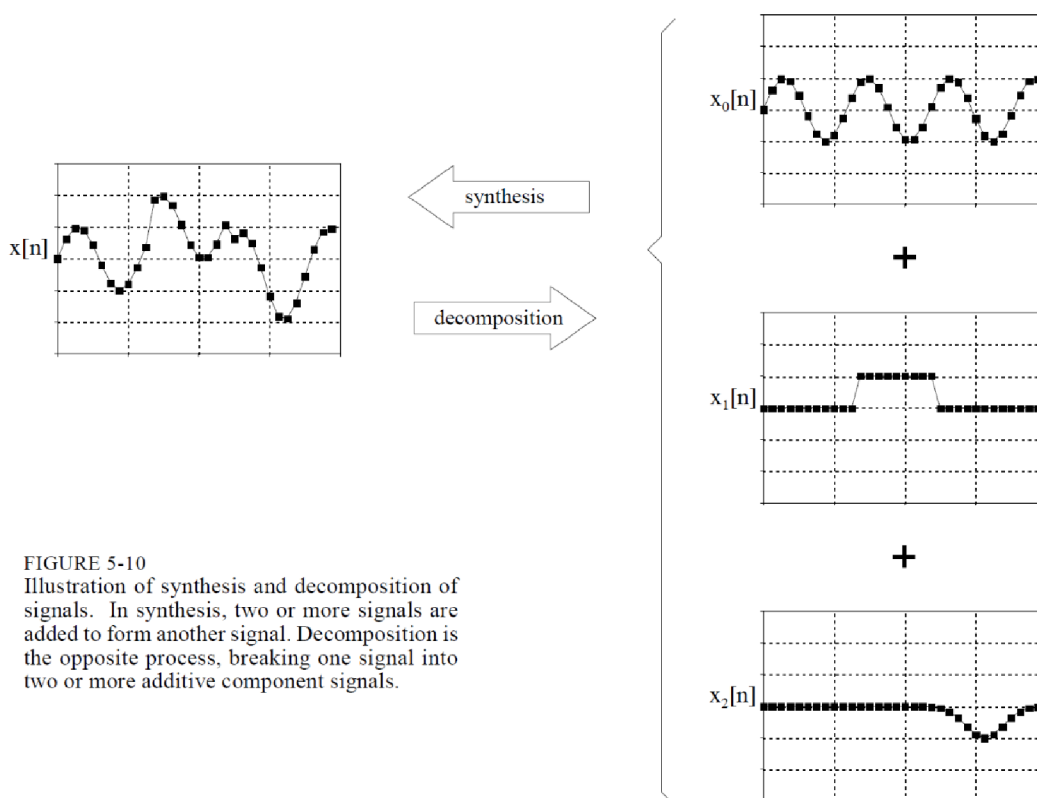 x[n]
synthesis
decomposition
x₀[n]
+
x₁[n]
+
x₂[n]
FIGURE 5-10
Illustration of synthesis and decomposition of
signals. In synthesis, two or more signals are
added to form another signal. Decomposition is
the opposite process, breaking one signal into
two or more additive component signals.